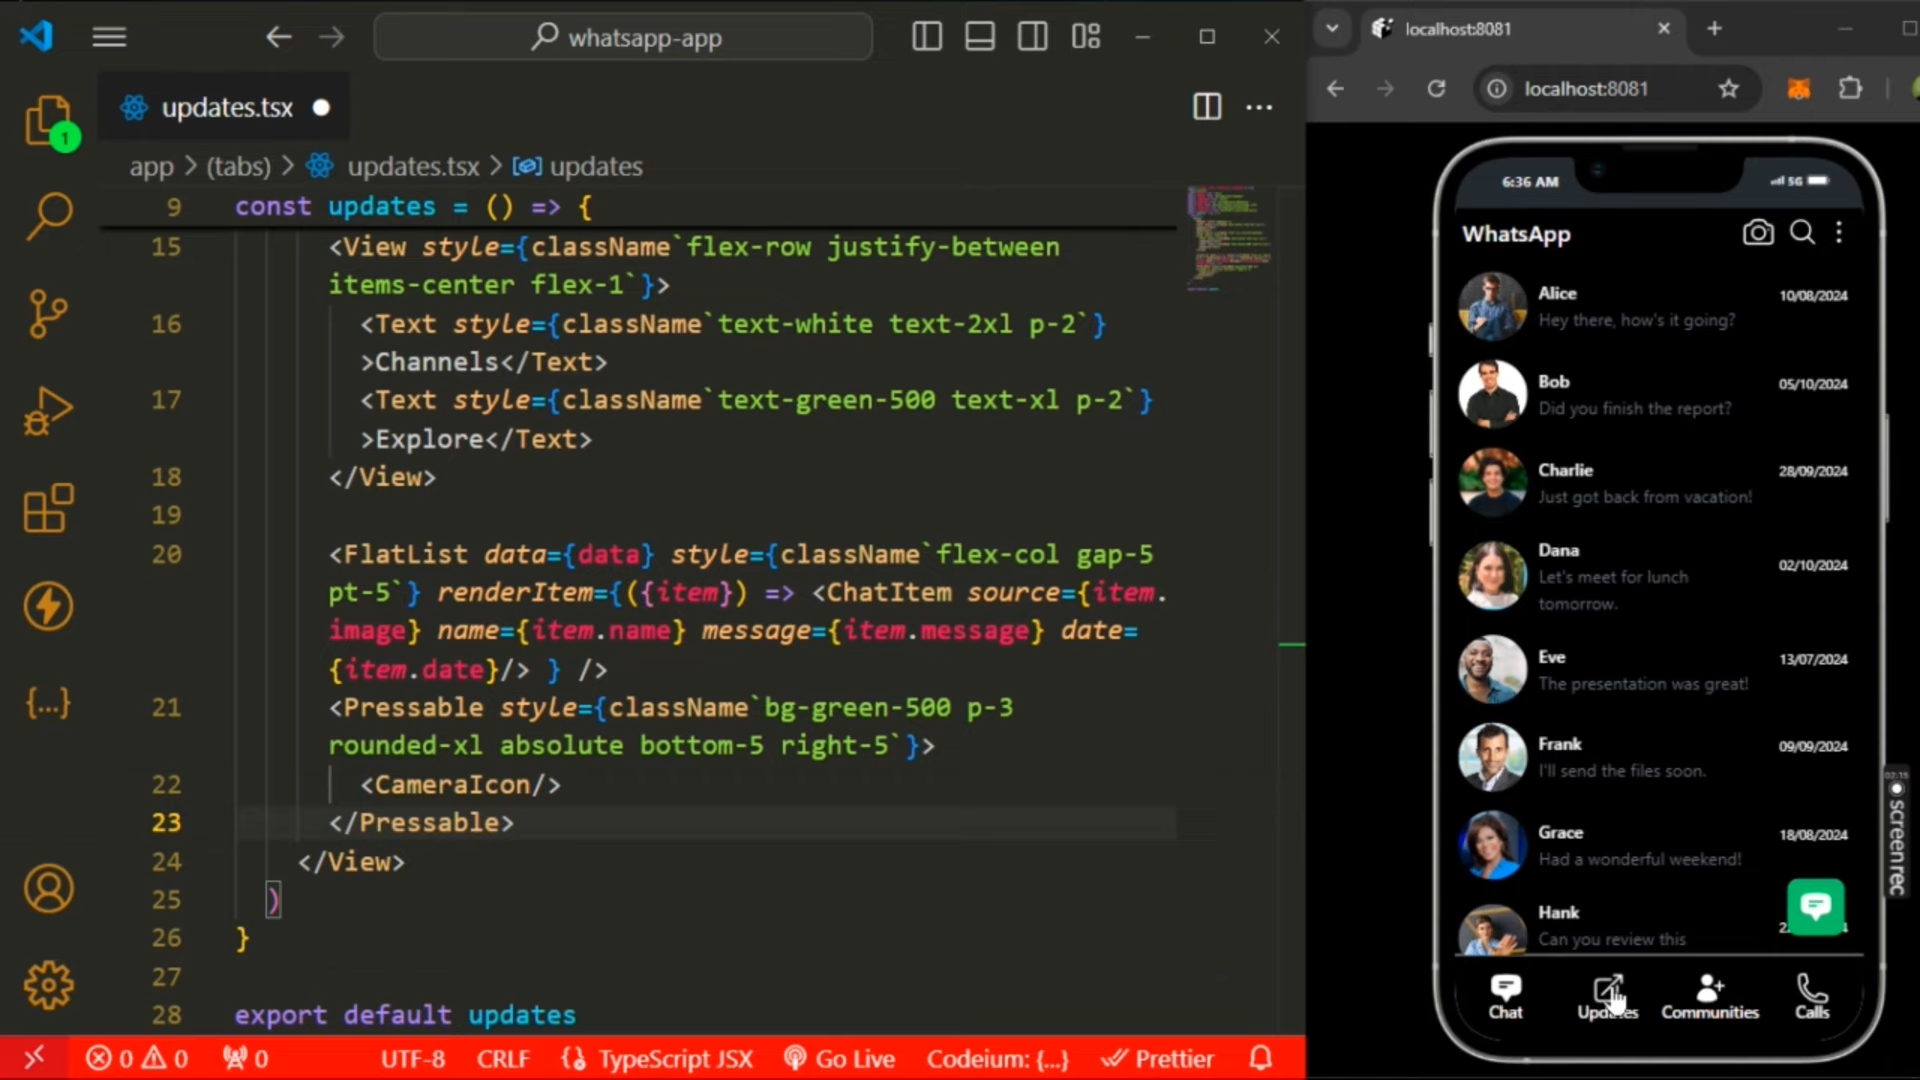 whatsapp-app
updates.tsx
app > (tabs) > updates.tsx > updates
9 const updates = () => {
15 <View style={className`flex-row justify-between
items-center flex-1`}>
16 <Text style={className`text-white text-2xl p-2`}
>Channels</Text>
17 <Text style={className`text-green-500 text-xl p-2`}
>Explore</Text>
18 </View>
19
20 <FlatList data={data} style={className`flex-col gap-5
pt-5`} renderItem={({item}) => <ChatItem source={item.
image} name={item.name} message={item.message} date=
{item.date}/> } />
21 <Pressable style={className`bg-green-500 p-3
rounded-xl absolute bottom-5 right-5`}>
22 <CameraIcon/>
23 </Pressable>
24 </View>
25 )
26 }
27
28 export default updates
1
{...}
0 0 0 UTF-8 CRLF TypeScript JSX Go Live Codeium: {...} Prettier
localhost:8081
localhost:8081
6:36 AM 5G
WhatsApp
Alice 10/08/2024
Hey there, how's it going?
Bob 05/10/2024
Did you finish the report?
Charlie 28/09/2024
Just got back from vacation!
Dana 02/10/2024
Let's meet for lunch
tomorrow.
Eve 13/07/2024
The presentation was great!
Frank 09/09/2024
I'll send the files soon.
Grace 18/08/2024
Had a wonderful weekend!
Hank
Can you review this
Chat Updates Communities Calls
02:15
screenrec